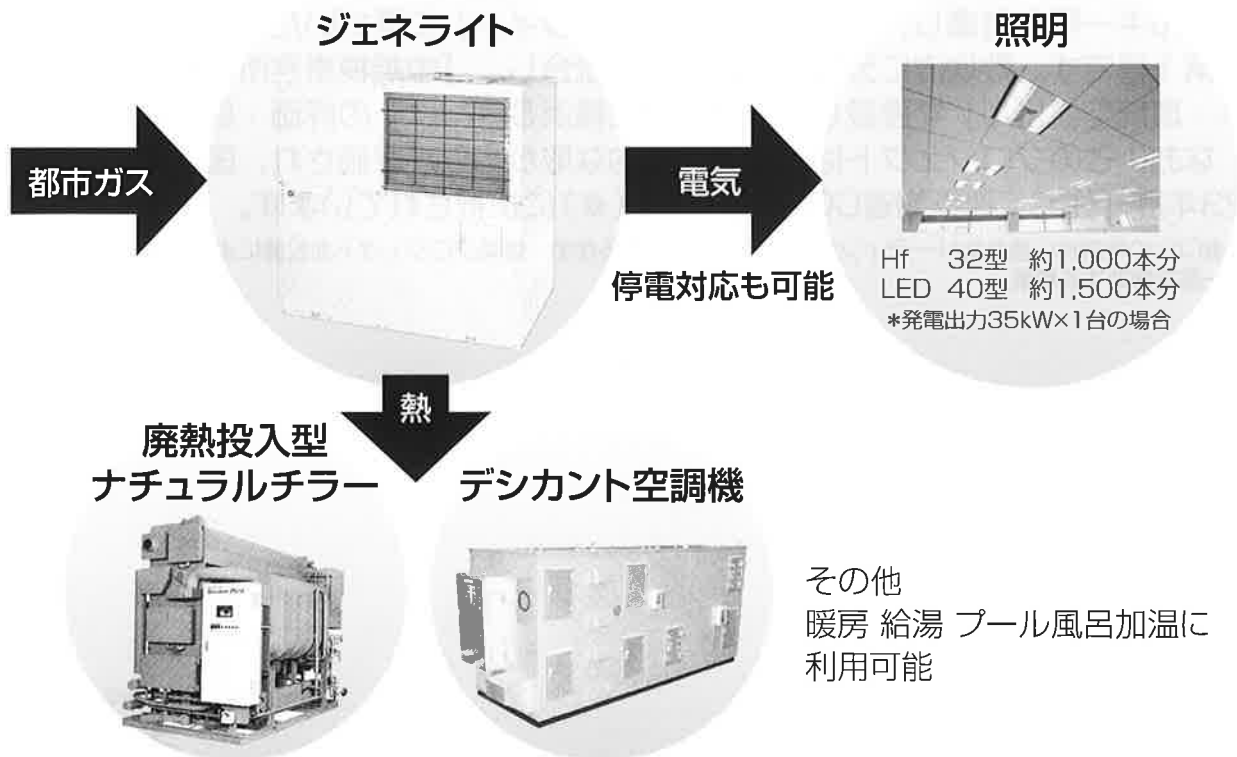 ジェネライト
照明
都市ガス
電気
停電対応も可能
Hf 32型 約1,000本分
LED 40型 約1,500本分
*発電出力35kW×1台の場合
熱
廃熱投入型
ナチュラルチラー
デシカント空調機
その他
暖房 給湯 プール風呂加温に
利用可能